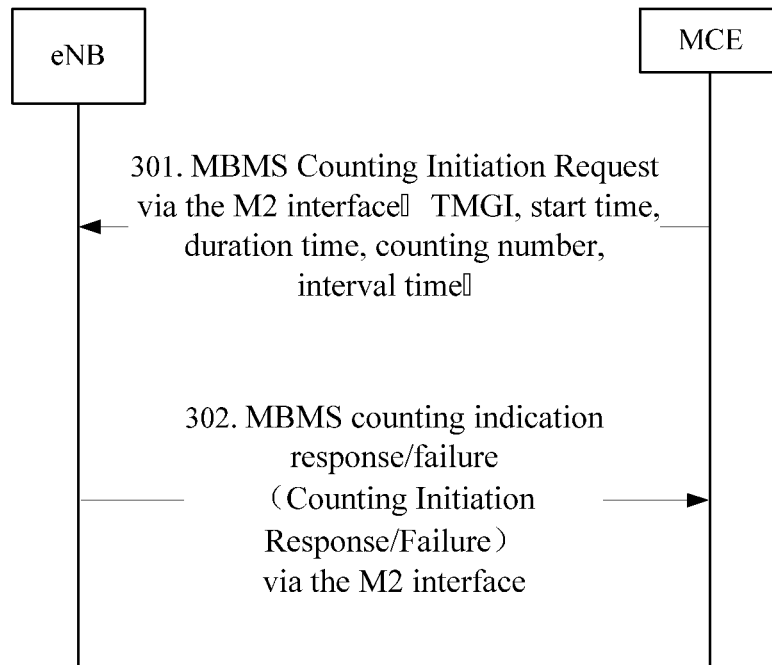 eNB
MCE
301. MBMS Counting Initiation Request
via the M2 interface▯ TMGI, start time,
duration time, counting number,
interval time▯
302. MBMS counting indication
response/failure
（Counting Initiation
Response/Failure）
via the M2 interface